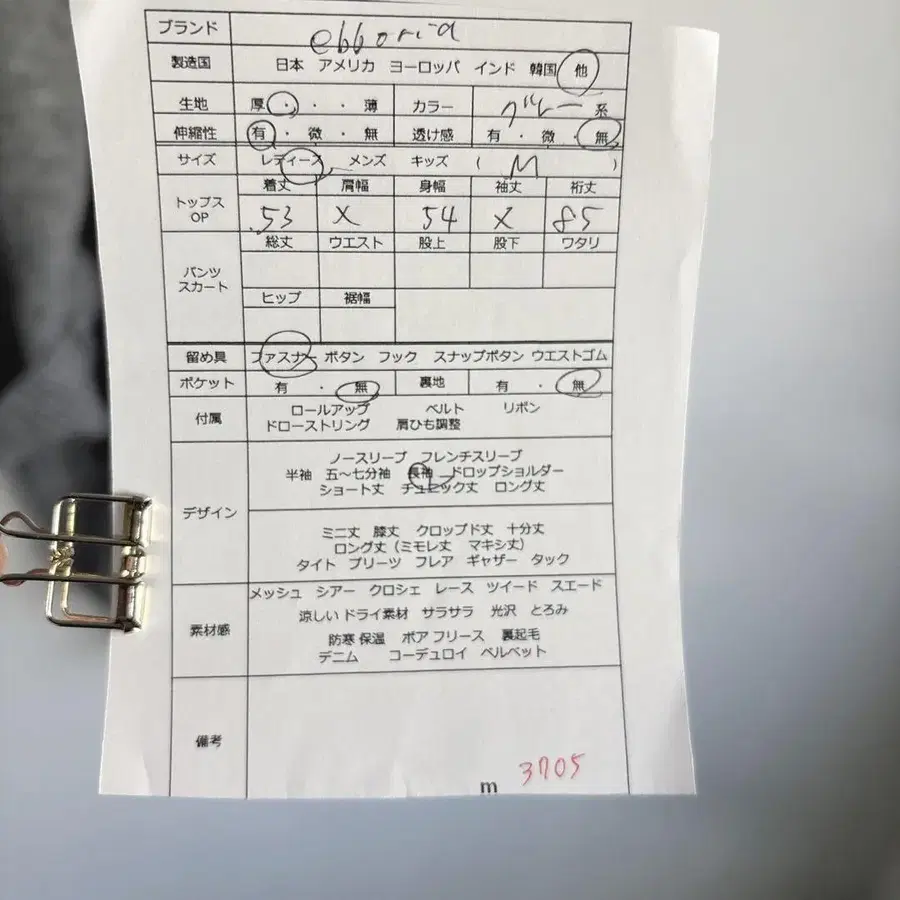 ブランド ebboria
製造国 日本 アメリカ ヨーロッパ インド 韓国 他
生地 厚 ・ ・ ・ 薄 カラー グレー 系
伸縮性 有 ・ 微 ・ 無 透け感 有 ・ 微 ・ 無
サイズ レディース メンズ キッズ ( M )
トップス OP 着丈 肩幅 身幅 袖丈 裄丈
53 X 54 X 85
パンツ スカート 総丈 ウエスト 股上 股下 ワタリ
ヒップ 裾幅
留め具 ファスナー ボタン フック スナップボタン ウエストゴム
ポケット 有 ・ 無 裏地 有 ・ 無
付属 ロールアップ ベルト リボン
ドローストリング 肩ひも調整
デザイン ノースリーブ フレンチスリーブ
半袖 五～七分袖 長袖 ドロップショルダー
ショート丈 チュニック丈 ロング丈
ミニ丈 膝丈 クロップド丈 十分丈
ロング丈（ミモレ丈 マキシ丈）
タイト プリーツ フレア ギャザー タック
素材感 メッシュ シアー クロシェ レース ツイード スエード
涼しい ドライ素材 サラサラ 光沢 とろみ
防寒 保温 ボア フリース 裏起毛
デニム コーデュロイ ベルベット
備考
m 3705